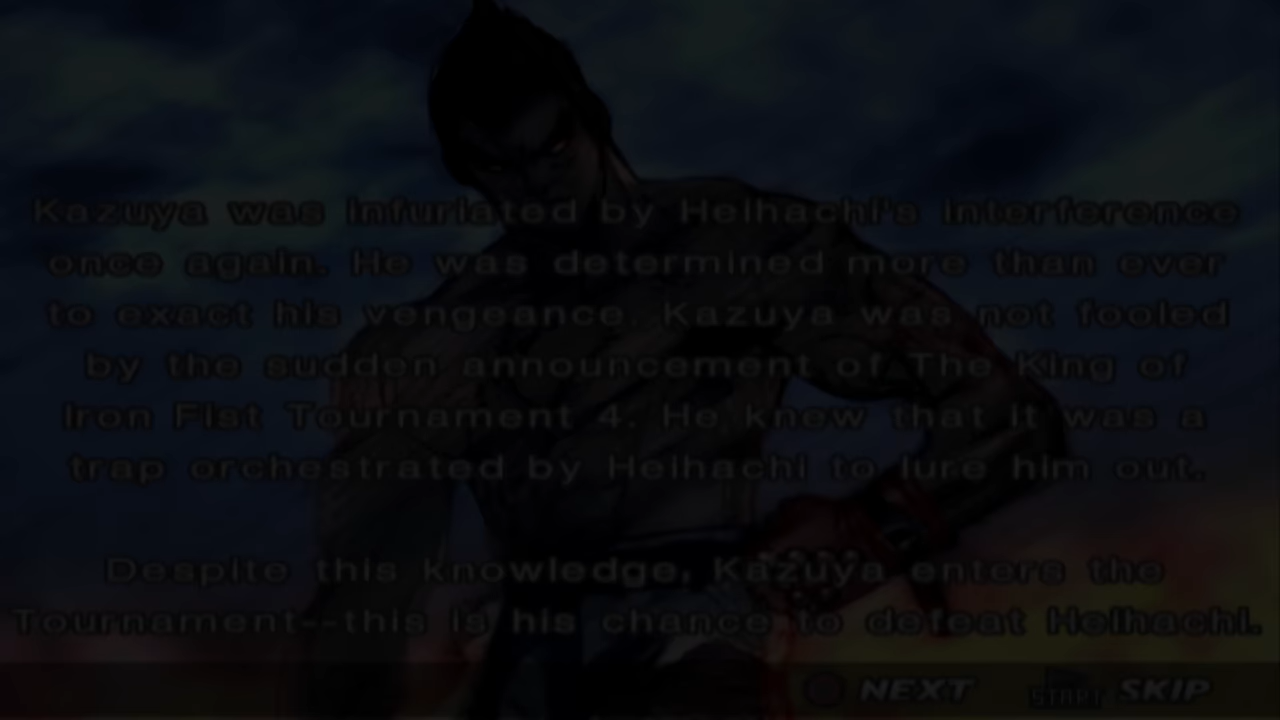 Kazuya was infuriated by Heihachi's interference
once again. He was determined more than ever
to exact his vengeance. Kazuya was not fooled
by the sudden announcement of The King of
Iron Fist Tournament 4. He knew that it was a
trap orchestrated by Heihachi to lure him out.
Despite this knowledge, Kazuya enters the
Tournament--this is his chance to defeat Heihachi.
NEXT START SKIP